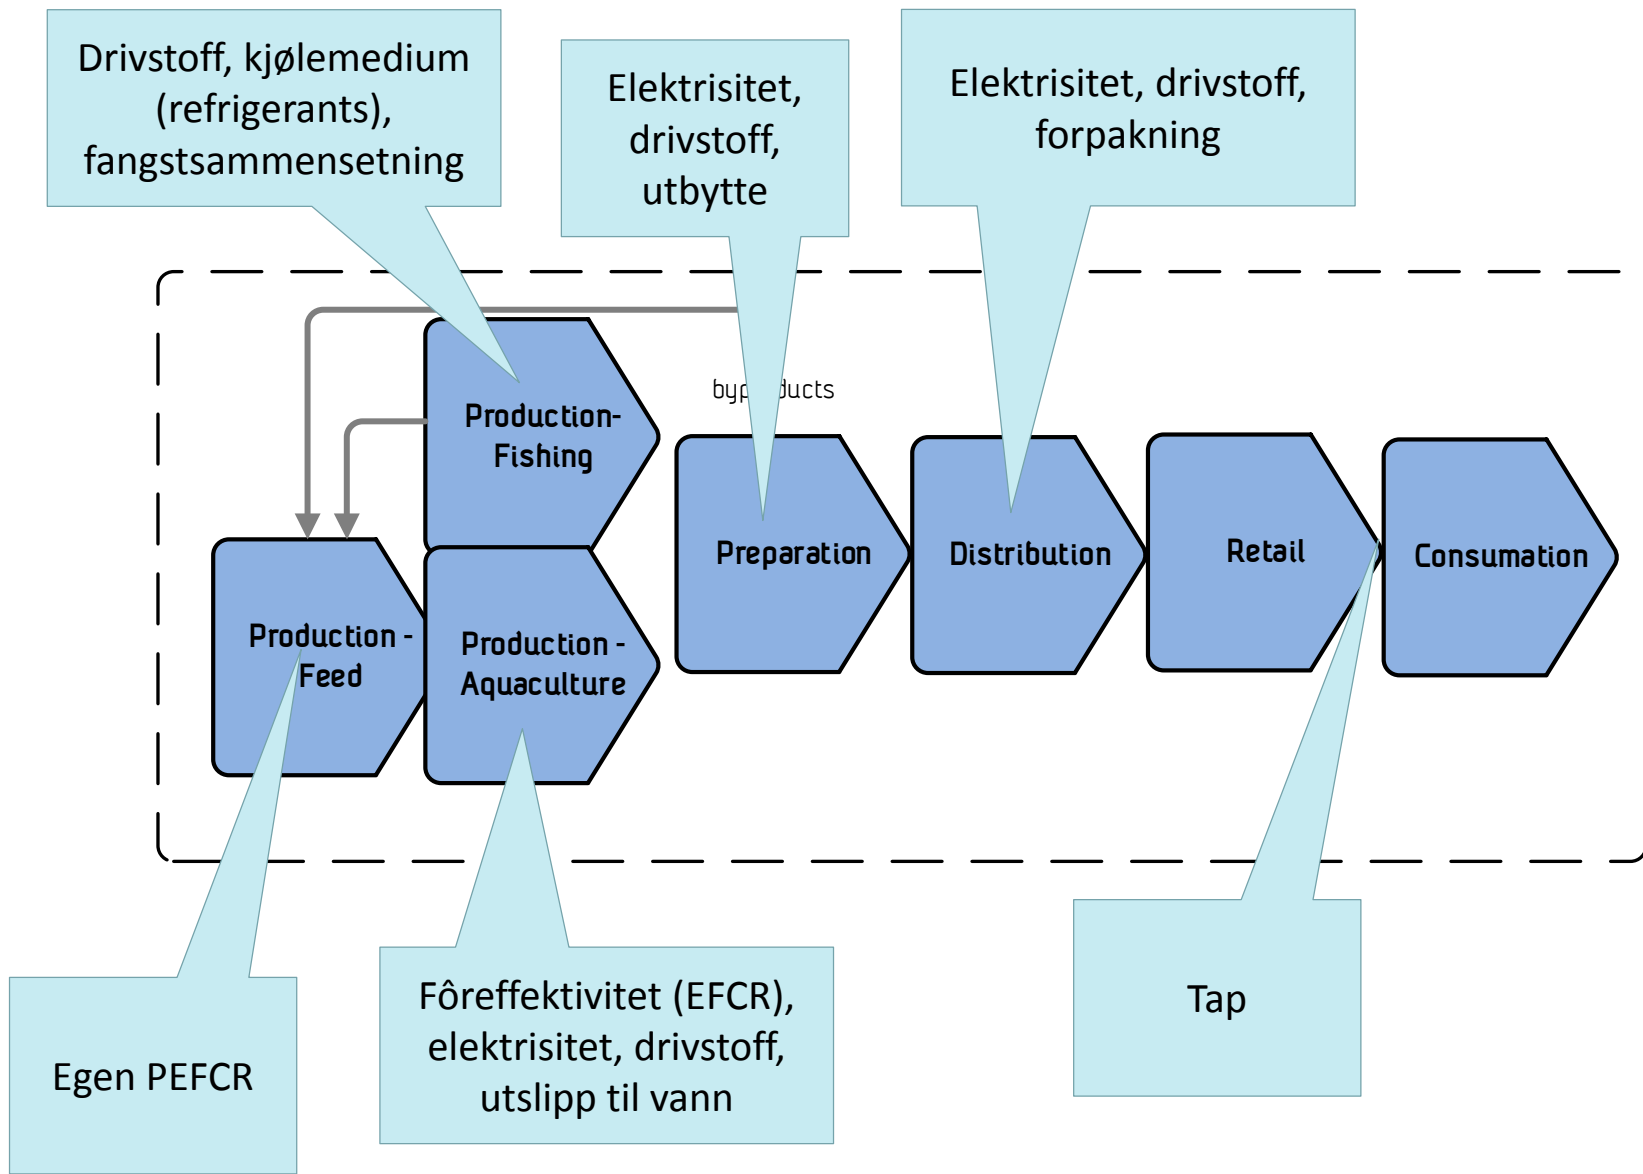 Drivstoff, kjølemedium
(refrigerants),
fangstsammensetning
Elektrisitet,
drivstoff,
utbytte
Elektrisitet, drivstoff,
forpakning
Production-
Fishing
Preparation
Distribution
Retail
Consumation
Production -
Feed
Production -
Aquaculture
Egen PEFCR
Fôreffektivitet (EFCR),
elektrisitet, drivstoff,
utslipp til vann
Tap